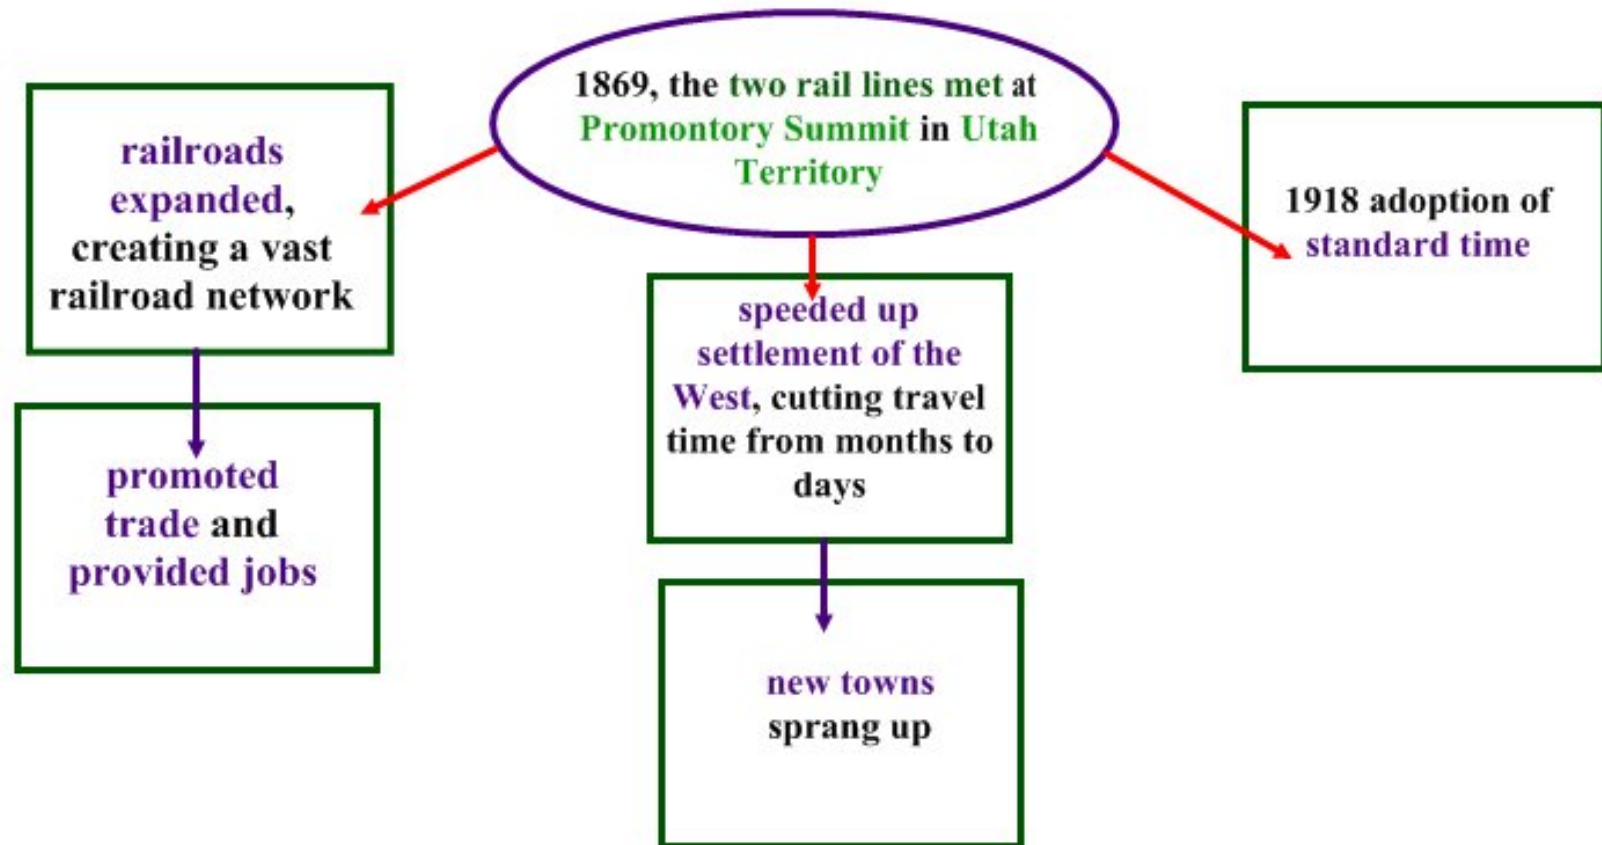 1869, the two rail lines met at
Promontory Summit in Utah
Territory
railroads
expanded,
creating a vast
railroad network
promoted
trade and
provided jobs
speeded up
settlement of the
West, cutting travel
time from months to
days
new towns
sprang up
1918 adoption of
standard time